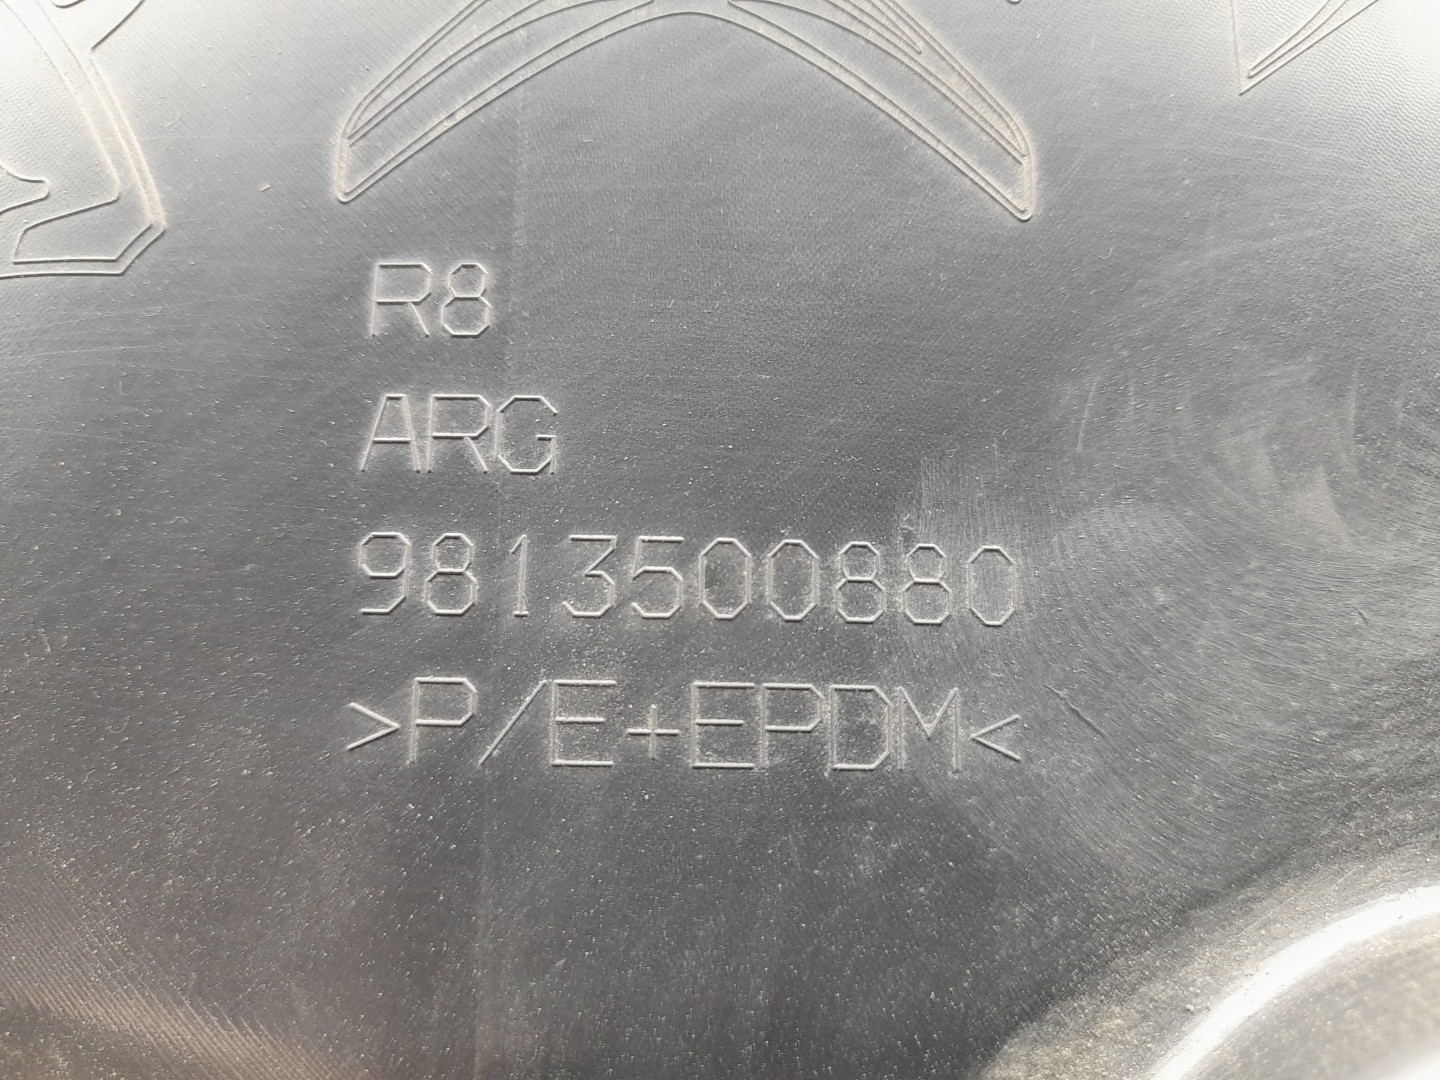 R8
ARG
9813500880
>P/E+EPDM<